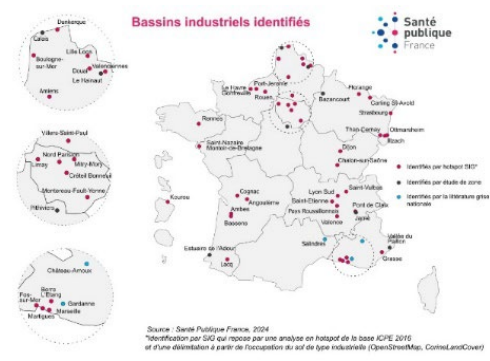 Bassins industriels identifiés
Santé
publique
France
Dunkerque
Calais
Lille Lens
Boulogne-
sur-Mer
Valenciennes
Douai
Le Hainaut
Amiens
Villers-Saint-Paul
Nord Parisien
Limay
Mitry-Mory
Créteil Bonneuil
Montereau-Fault-Yonne
Pithiviers
Château-Arnoux
Berre
L'Etang
Fos-
sur-Mer
Gardanne
Martigues
Marseille
Le Havre
Gonfreville
Port-Jérôme
Rouen
Bazancourt
Florange
Carling St-Avold
Strasbourg
Rennes
Saint-Nazaire
Montoir-de-Bretagne
Than-Cernay
Ottmarsheim
Dijon
Chalon-sur-Saône
Cognac
Angoulême
Ambès
Bassens
Kourou
Lyon Sud
Saint-Vulbas
Saint-Etienne
Pays Roussillonnais
Pont de Claix
Jarrie
Valence
Salindres
Estuaire de l'Adour
Lacq
Vallée du
Paillon
Grasse
Identifiés par hotspot SIG*
Identifiés par étude de zone
Identifiés par la littérature grise
nationale
Source : Santé Publique France, 2024
*Identification par SIG qui repose par une analyse en hotspot de la base ICPE 2016
et d'une délimitation à partir de l'occupation du sol de type industrielle (OpenStreetMap, CorineLandCover)